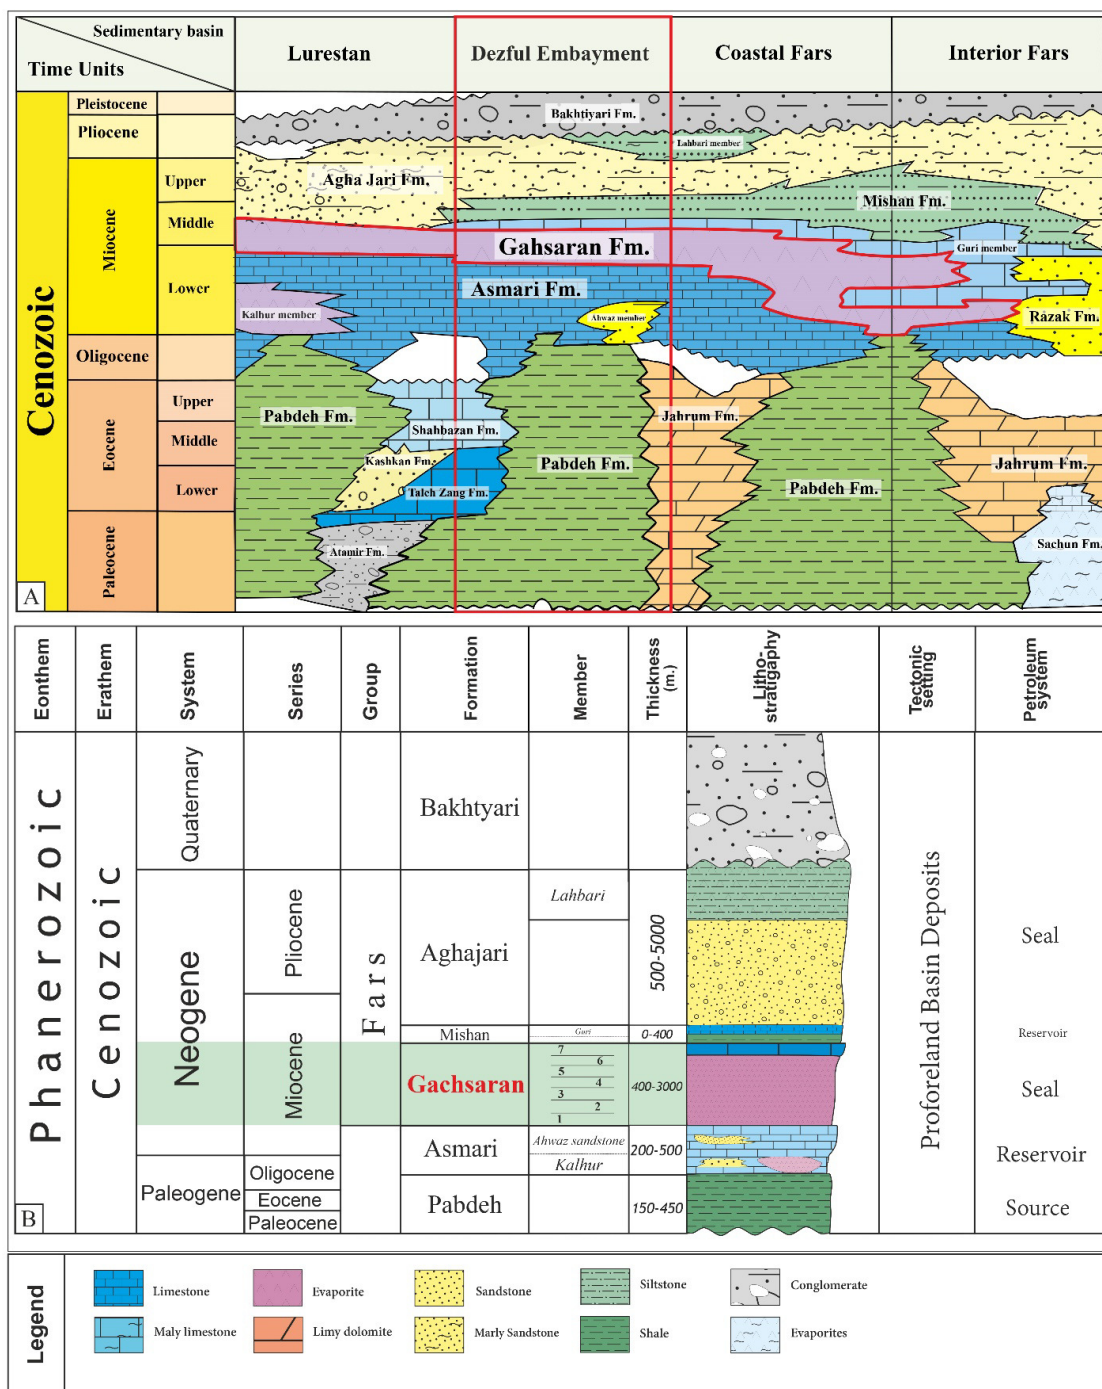 Sedimentary basin
Time Units
Lurestan
Dezful Embayment
Coastal Fars
Interior Fars
Cenozoic
Pleistocene
Pliocene
Miocene
Upper
Middle
Lower
Oligocene
Eocene
Upper
Middle
Lower
Paleocene
Bakhtiyari Fm.
Lahbari member
Agha Jari Fm.
Mishan Fm.
Gahsaran Fm.
Guri member
Asmari Fm.
Kalhur member
Ahwaz member
Razak Fm.
Pabdeh Fm.
Shahbazan Fm.
Jahrum Fm.
Kashkan Fm.
Pabdeh Fm.
Jahrum Fm.
Taleh Zang Fm.
Pabdeh Fm.
Atamir Fm.
Sachun Fm.
A
Eonthem
Erathem
System
Series
Group
Formation
Member
Thickness
(m.)
Litho-
stratigaphy
Tectonic
setting
Petroleum
system
Phanerozoic
Cenozoic
Quaternary
Neogene
Paleogene
Pliocene
Miocene
Oligocene
Eocene
Paleocene
Fars
Bakhtyari
Lahbari
Aghajari
500-5000
Seal
Mishan
Guri
0-400
Reservoir
Gachsaran
7
6
5
4
3
2
1
400-3000
Seal
Asmari
Ahwaz sandstone
Kalhur
200-500
Reservoir
Pabdeh
150-450
Source
Proforeland Basin Deposits
B
Legend
Limestone
Evaporite
Sandstone
Siltstone
Conglomerate
Maly limestone
Limy dolomite
Marly Sandstone
Shale
Evaporites